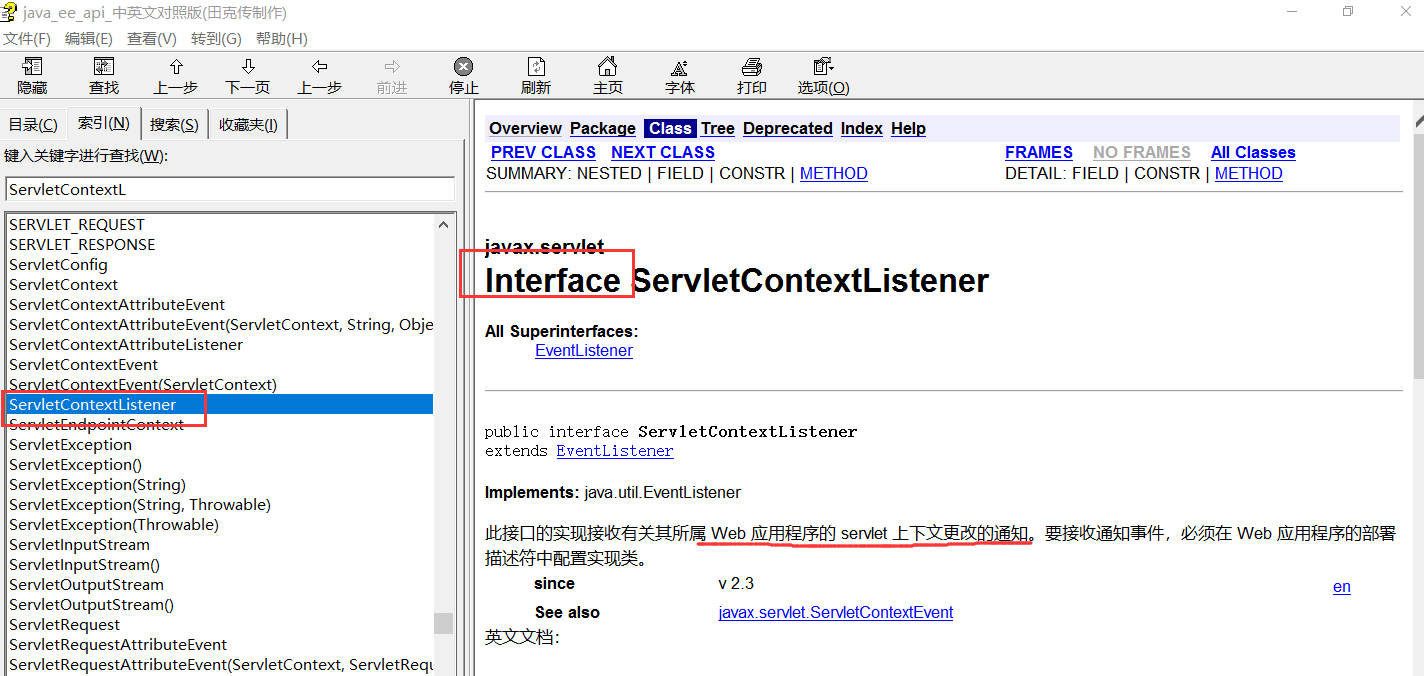 java_ee_api_中英文对照版(田克传制作)
文件(F) 编辑(E) 查看(V) 转到(G) 帮助(H)
隐藏 查找 上一步 下一页 上一步 前进 停止 刷新 主页 字体 打印 选项(O)
目录(C) 索引(N) 搜索(S) 收藏夹(I)
键入关键字进行查找(W):
ServletContextL
SERVLET_REQUEST
SERVLET_RESPONSE
ServletConfig
ServletContext
ServletContextAttributeEvent
ServletContextAttributeEvent(ServletContext, String, Obje
ServletContextAttributeListener
ServletContextEvent
ServletContextEvent(ServletContext)
ServletContextListener
ServletEndpointContext
ServletException
ServletException()
ServletException(String)
ServletException(String, Throwable)
ServletException(Throwable)
ServletInputStream
ServletInputStream()
ServletOutputStream
ServletOutputStream()
ServletRequest
ServletRequestAttributeEvent
ServletRequestAttributeEvent(ServletContext, ServletRequ
Overview Package Class Tree Deprecated Index Help
PREV CLASS NEXT CLASS FRAMES NO FRAMES All Classes
SUMMARY: NESTED | FIELD | CONSTR | METHOD DETAIL: FIELD | CONSTR | METHOD
javax.servlet
Interface ServletContextListener
All Superinterfaces:
EventListener
public interface ServletContextListener
extends EventListener
Implements: java.util.EventListener
此接口的实现接收有关其所属 Web 应用程序的 servlet 上下文更改的通知。要接收通知事件，必须在 Web 应用程序的部署
描述符中配置实现类。
since v 2.3
en
See also javax.servlet.ServletContextEvent
英文文档：